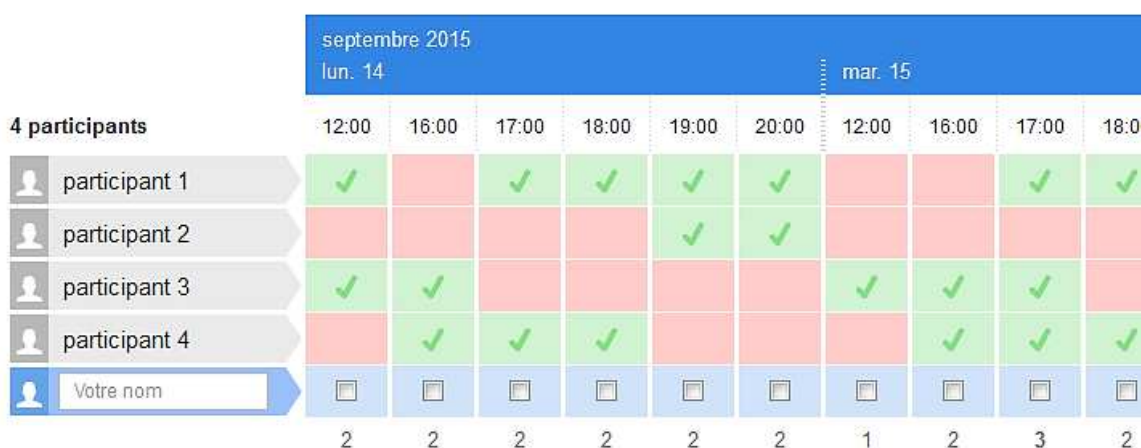 septembre 2015
lun. 14 mar. 15
4 participants 12:00 16:00 17:00 18:00 19:00 20:00 12:00 16:00 17:00 18:0
participant 1
participant 2
participant 3
participant 4
Votre nom
2 2 2 2 2 2 1 2 3 2